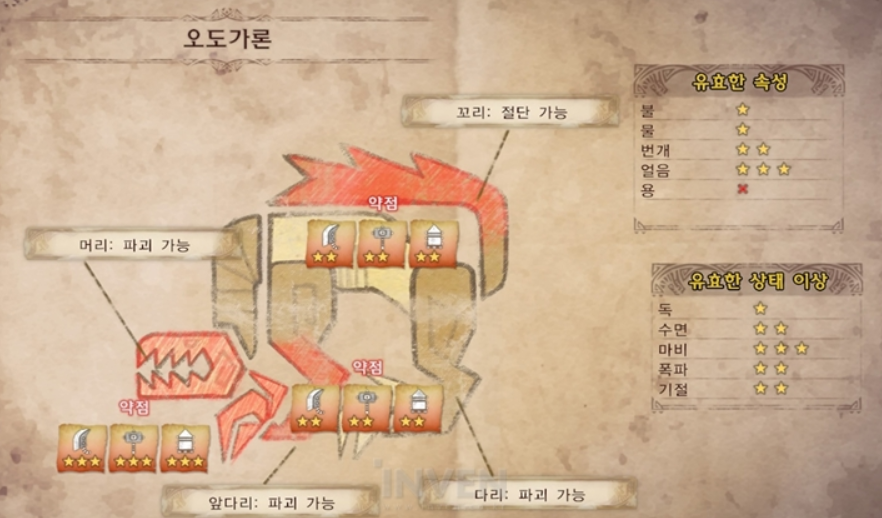 오도가론
꼬리: 절단 가능
머리: 파괴 가능
약점
약점
약점
앞다리: 파괴 가능
다리: 파괴 가능
유효한 속성
불
물
번개
얼음
용
유효한 상태 이상
독
수면
마비
폭파
기절
INVEN